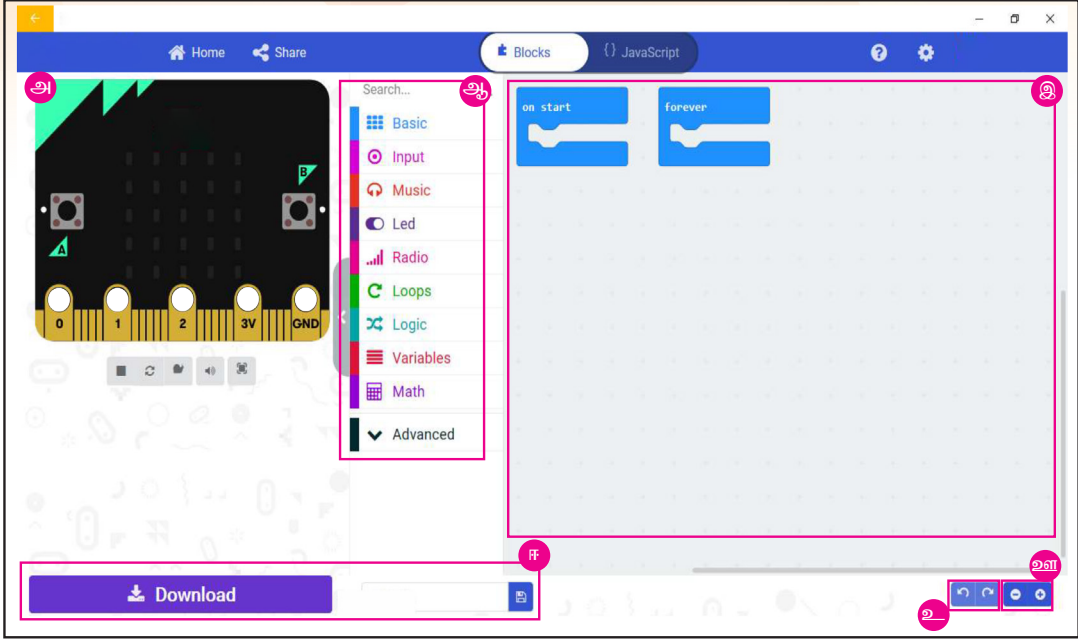 Home Share Blocks {} JavaScript
அ
Search...
ஆ
Basic
Input
Music
Led
Radio
Loops
Logic
Variables
Math
Advanced
on start
forever
இ
B
A
0 1 2 3V GND
ஈ
Download
உ
ஊ